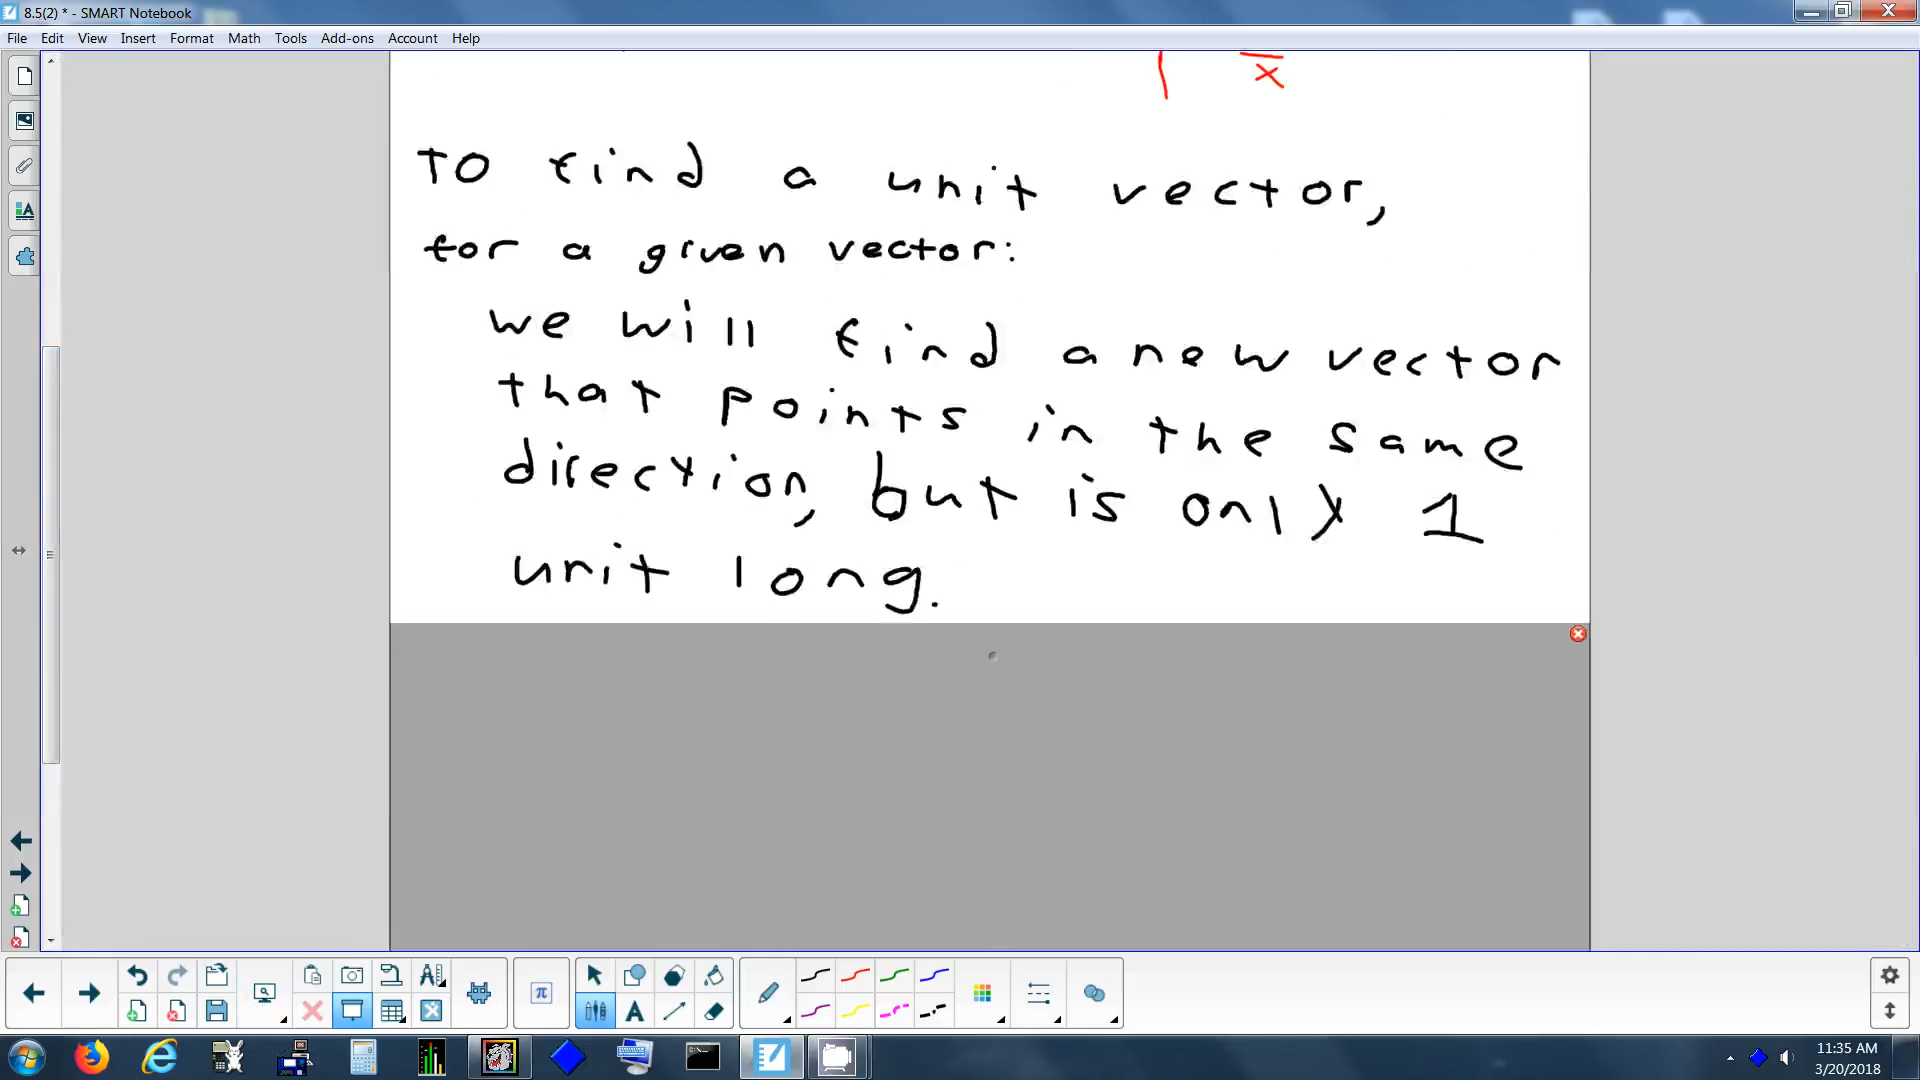 8.5(2) * - SMART Notebook
File Edit View Insert Format Math Tools Add-ons Account Help
x
To find a unit vector,
for a given vector:
we will find a new vector
that points in the same
direction, but is only 1
unit long.
π
A
11:35 AM
3/20/2018